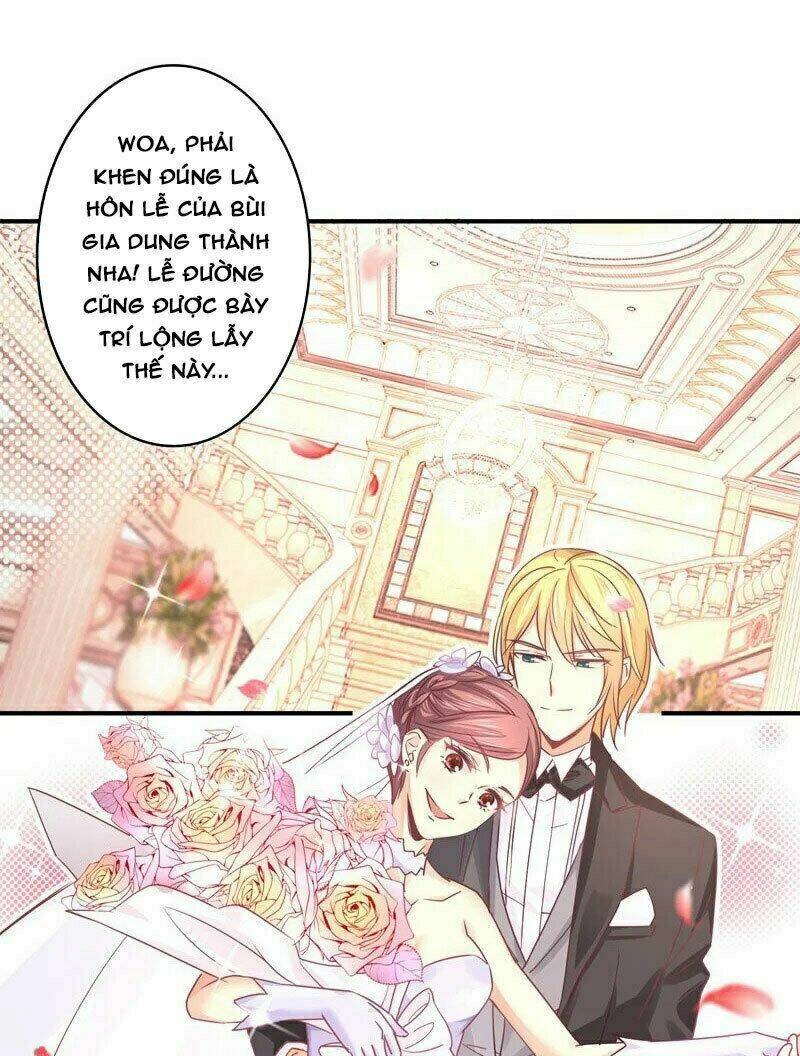 WOA, PHẢI
KHEN ĐÚNG LÀ
HÔN LỄ CỦA BÙI
GIA DUNG THÀNH
NHA! LỄ ĐƯỜNG
CŨNG ĐƯỢC BÀY
TRÍ LỘNG LẪY
THẾ NÀY...